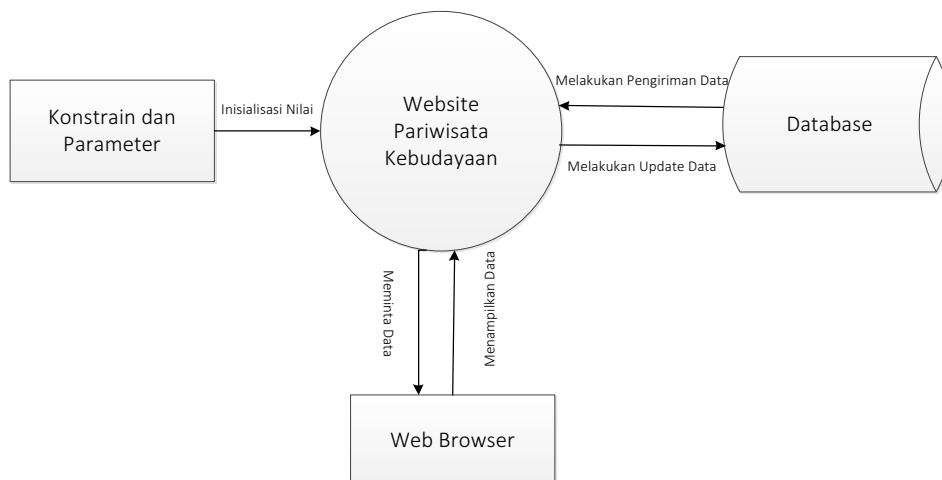 Konstrain dan
Parameter
Inisialisasi Nilai
Website
Pariwisata
Kebudayaan
Melakukan Pengiriman Data
Melakukan Update Data
Database
Meminta Data
Menampilkan Data
Web Browser